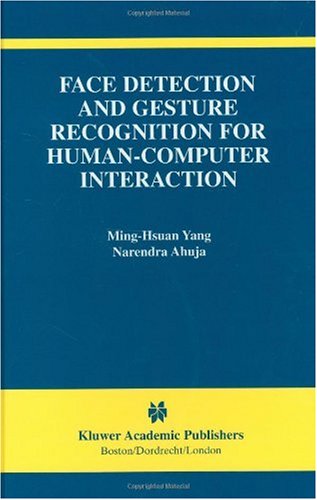 FACE DETECTION
AND GESTURE
RECOGNITION FOR
HUMAN-COMPUTER
INTERACTION
Ming-Hsuan Yang
Narendra Ahuja
Kluwer Academic Publishers
Boston/Dordrecht/London